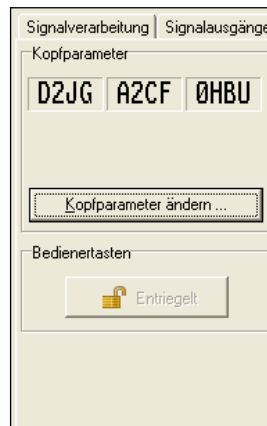 Signalverarbeitung Signalausgänge
Kopfparameter
D2JG A2CF 0HBU
Kopfparameter ändern ...
Bedienertasten
Entriegelt